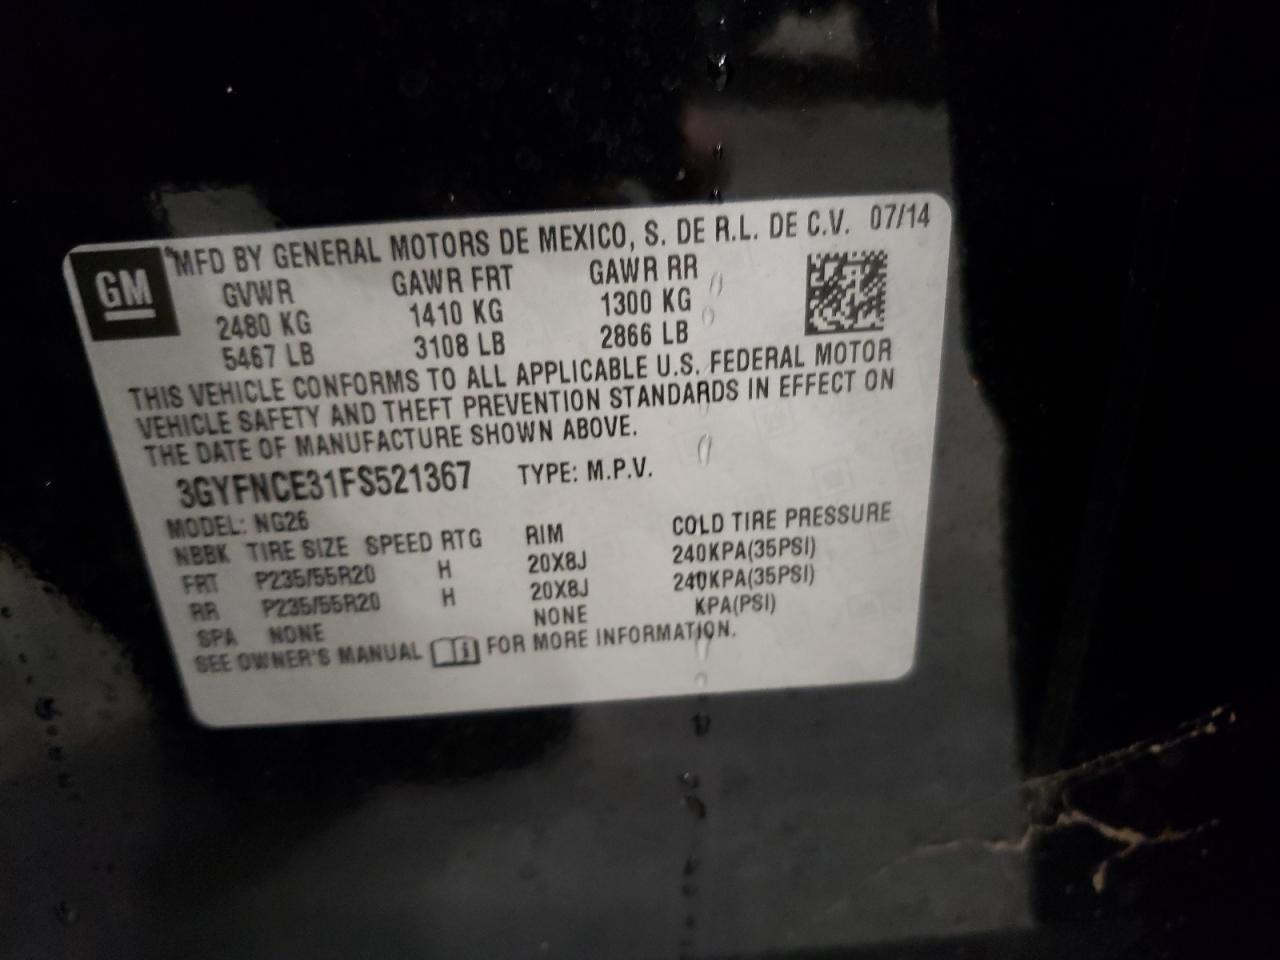 GM
MFD BY GENERAL MOTORS DE MEXICO, S. DE R.L. DE C.V. 07/14
GVWR GAWR FRT GAWR RR
2480 KG 1410 KG 1300 KG
5467 LB 3108 LB 2866 LB
THIS VEHICLE CONFORMS TO ALL APPLICABLE U.S. FEDERAL MOTOR
VEHICLE SAFETY AND THEFT PREVENTION STANDARDS IN EFFECT ON
THE DATE OF MANUFACTURE SHOWN ABOVE.
3GYFNCE31FS521367 TYPE: M.P.V.
MODEL: NG26
NBBK TIRE SIZE SPEED RTG RIM COLD TIRE PRESSURE
FRT P235/55R20 H 20X8J 240KPA(35PSI)
RR P235/55R20 H 20X8J 240KPA(35PSI)
SPA NONE NONE KPA(PSI)
SEE OWNER'S MANUAL FOR MORE INFORMATION.